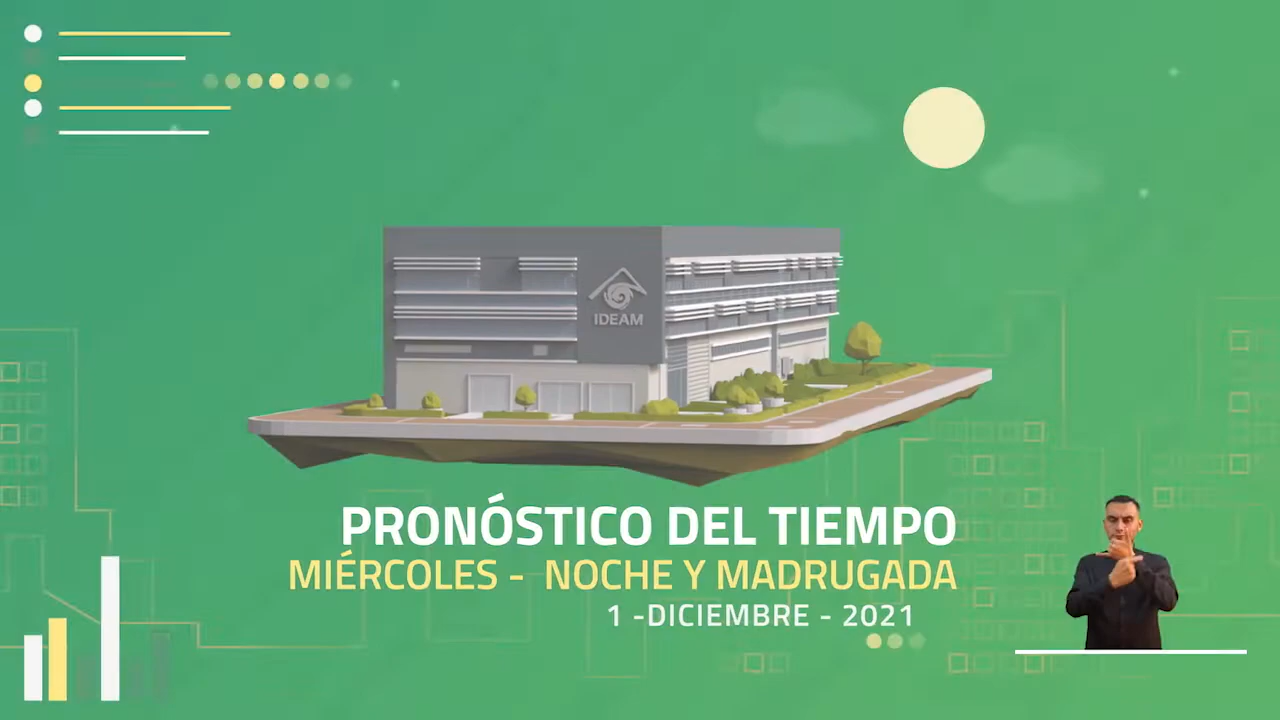 IDEAM
PRONÓSTICO DEL TIEMPO
MIÉRCOLES - NOCHE Y MADRUGADA
1 -DICIEMBRE - 2021